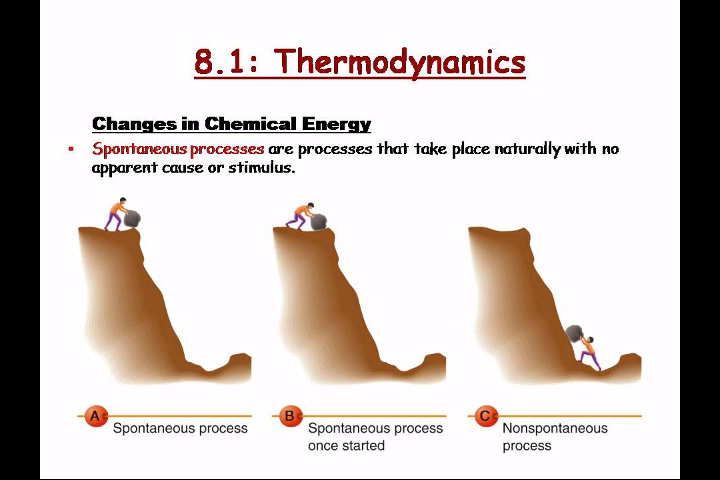 8.1: Thermodynamics
Changes in Chemical Energy
• Spontaneous processes are processes that take place naturally with no
apparent cause or stimulus.
A Spontaneous process
B Spontaneous process
once started
C Nonspontaneous
process